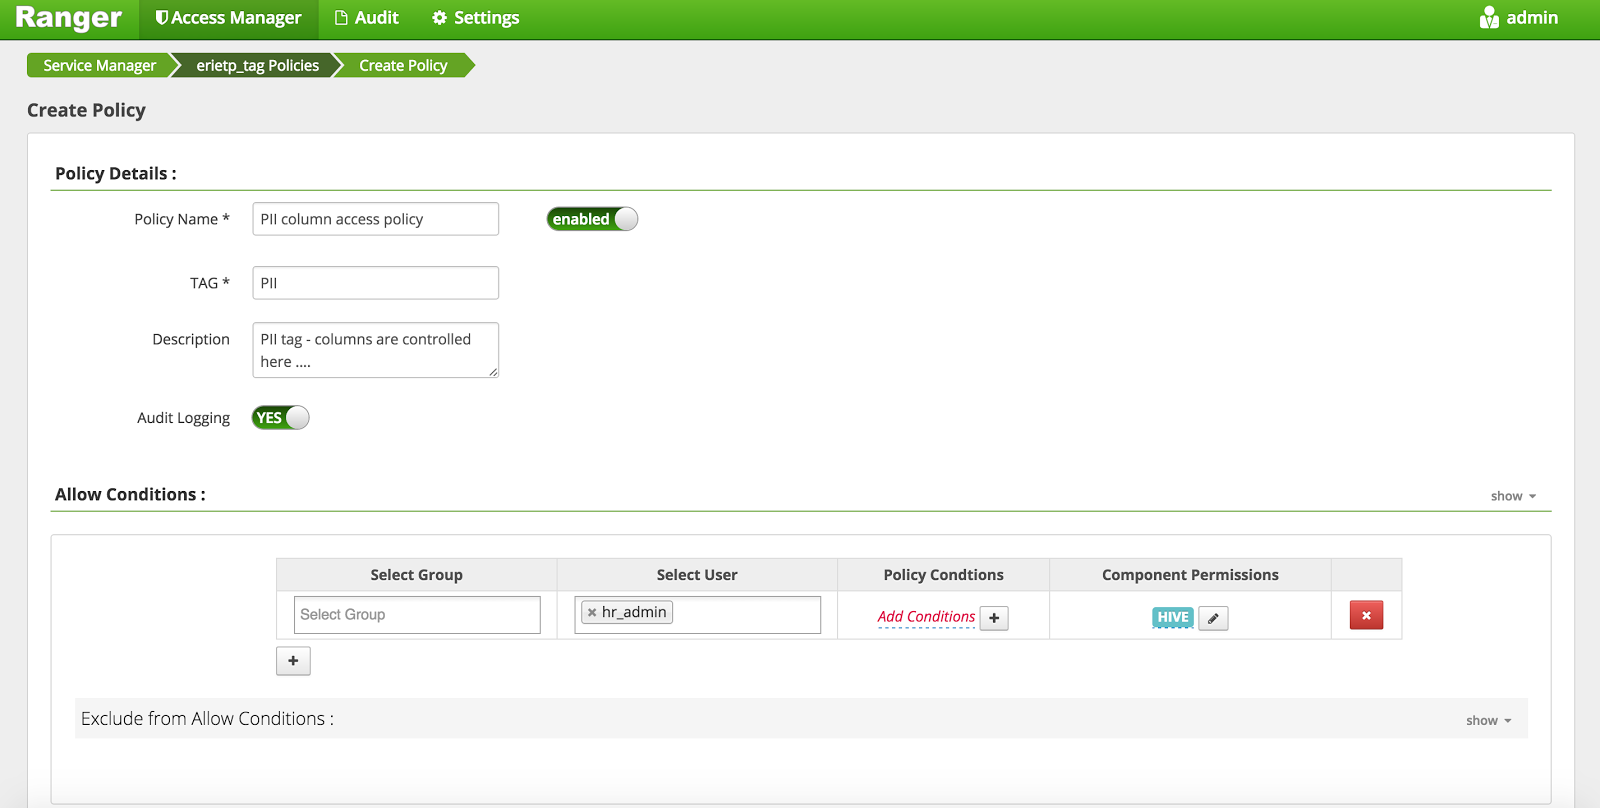 Ranger Access Manager Audit Settings admin
Service Manager erietp_tag Policies Create Policy
Create Policy
Policy Details :
Policy Name * PII column access policy enabled
TAG * PII
Description PII tag - columns are controlled
here ....
Audit Logging YES
Allow Conditions : show
Select Group Select User Policy Condtions Component Permissions
Select Group × hr_admin Add Conditions + HIVE ×
+
Exclude from Allow Conditions : show